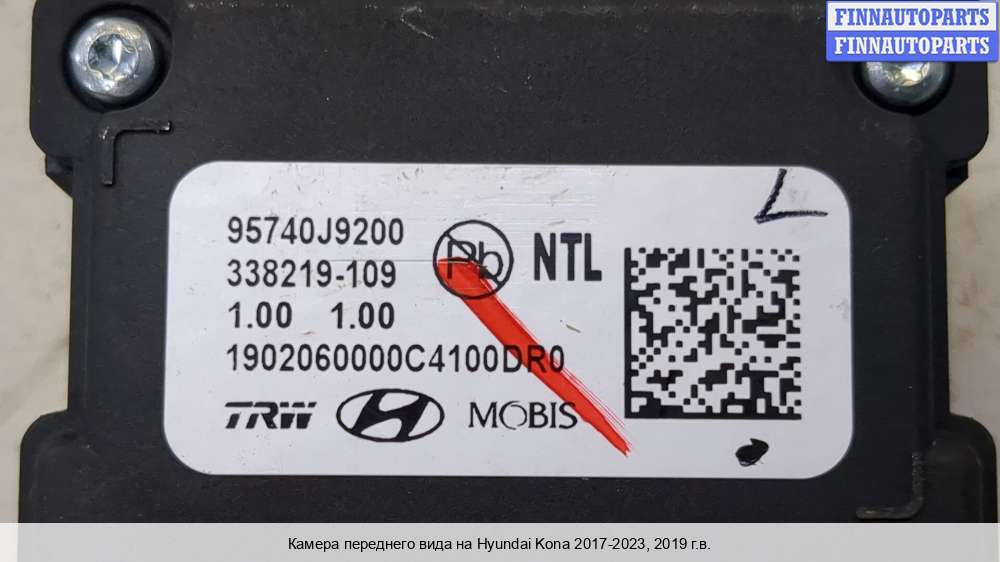 FINNAUTOPARTS
FINNAUTOPARTS
95740J9200
338219-109
1.00 1.00
1902060000C4100DR0
Pb NTL
TRW MOBIS
Камера переднего вида на Hyundai Kona 2017-2023, 2019 г.в.